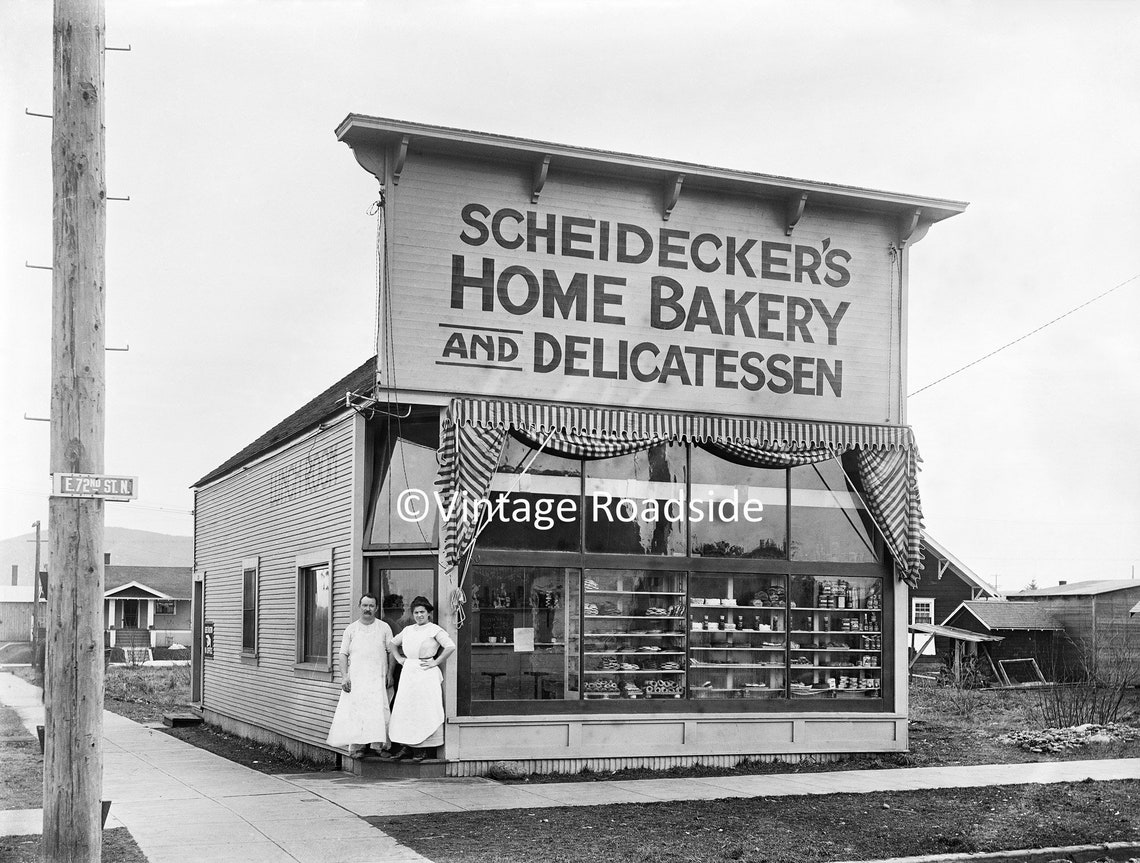 SCHEIDECKER'S
HOME BAKERY
AND DELICATESSEN
©Vintage Roadside
E. 72ND ST. N.